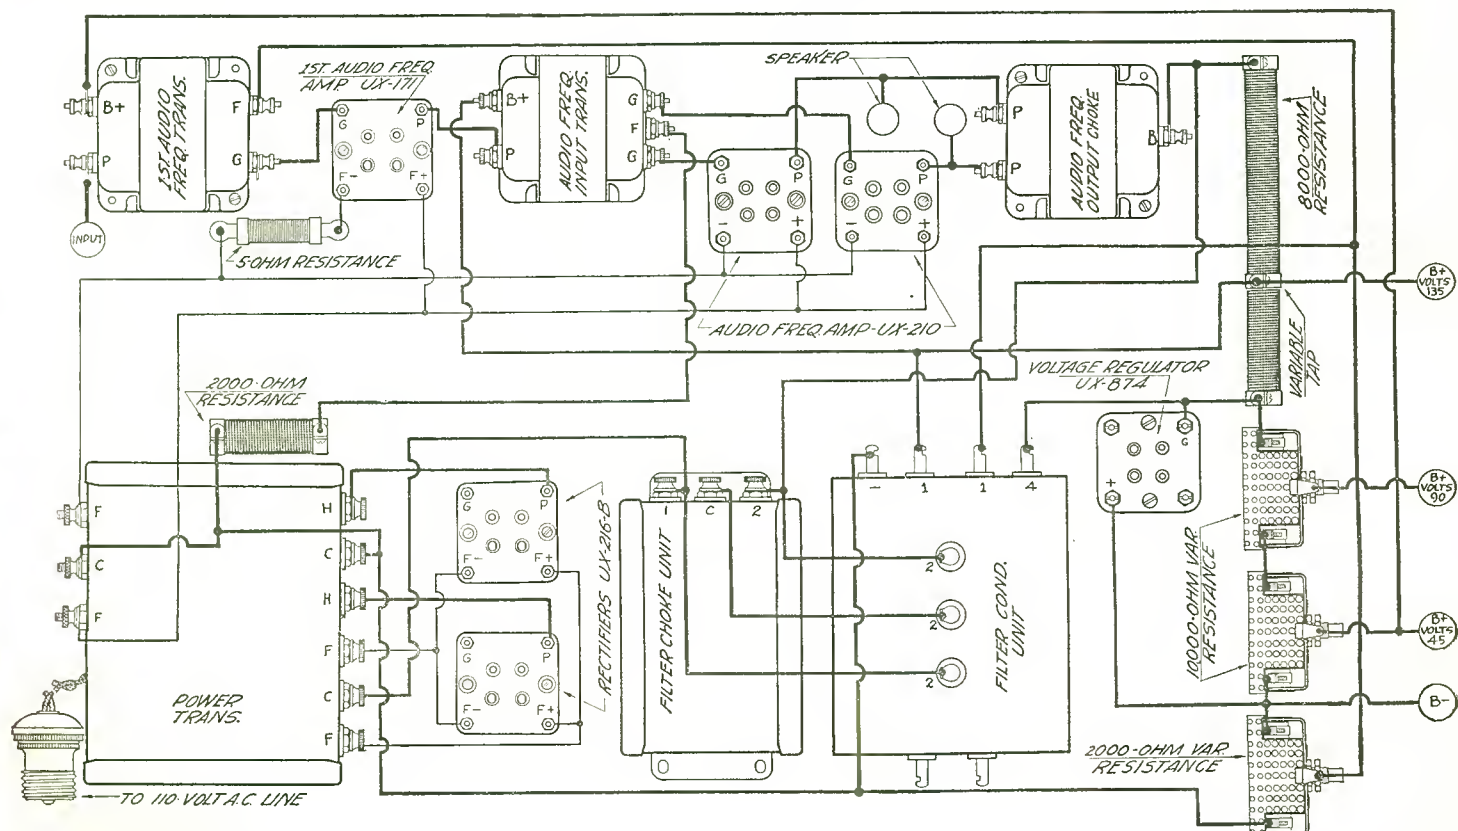 1ST. AUDIO FREQ.
AMP UX-171
SPEAKER
B+
F
P
G
1ST. AUDIO
FREQ. TRANS.
G
P
F-
F+
B+
P
G
F
G
AUDIO FREQ.
INPUT TRANS.
G
P
-
+
G
P
-
+
P
P
B
AUDIO FREQ.
OUTPUT CHOKE
8000-OHM
RESISTANCE
INPUT
5-OHM RESISTANCE
AUDIO FREQ. AMP-UX-210
B+
VOLTS
135
VARIABLE
TAP
VOLTAGE REGULATOR
UX-874
2000-OHM
RESISTANCE
G
+
F
C
F
H
C
H
F
C
F
POWER
TRANS.
G
P
F-
F+
G
P
F-
F+
RECTIFIERS UX-216-B
1
C
2
FILTER CHOKE UNIT
-
1
1
4
2
2
2
FILTER COND.
UNIT
B+
VOLTS
90
10000-OHM VAR.
RESISTANCE
B+
VOLTS
45
B-
2000-OHM VAR.
RESISTANCE
TO 110-VOLT A.C. LINE